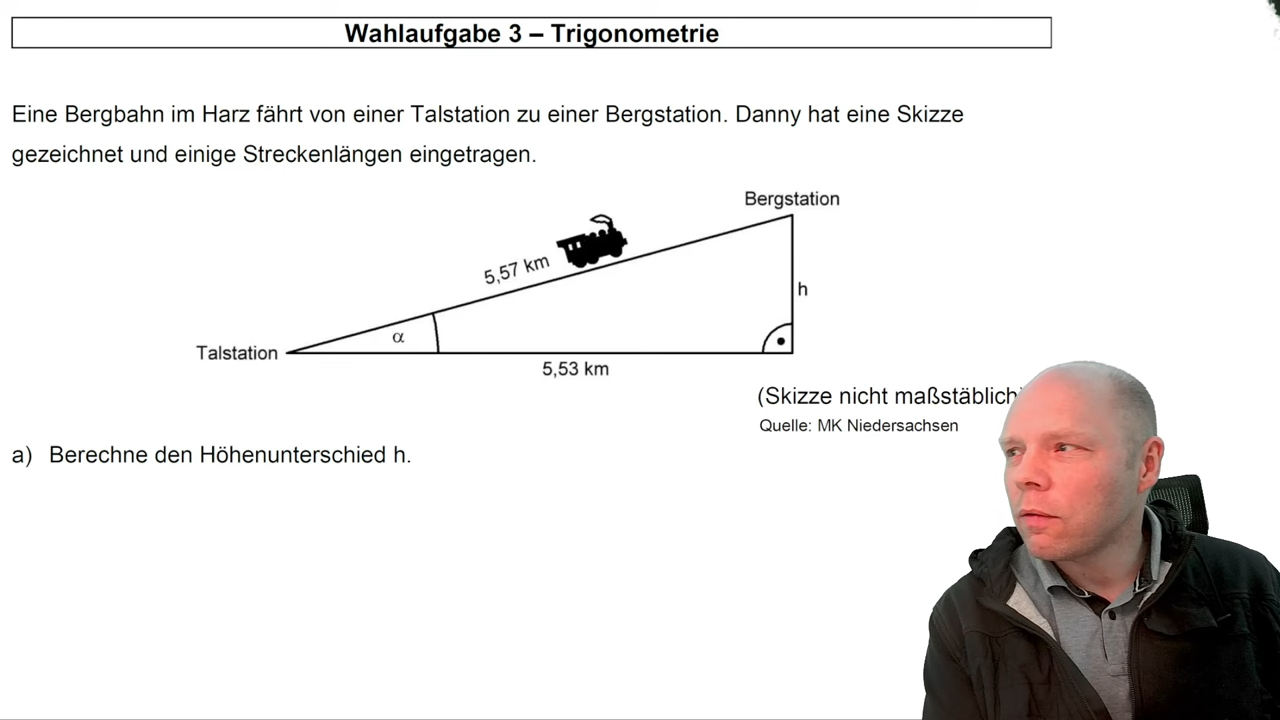 Wahlaufgabe 3 – Trigonometrie
Eine Bergbahn im Harz fährt von einer Talstation zu einer Bergstation. Danny hat eine Skizze
gezeichnet und einige Streckenlängen eingetragen.
Bergstation
5,57 km
h
α
Talstation
5,53 km
(Skizze nicht maßstäblich
Quelle: MK Niedersachsen
a) Berechne den Höhenunterschied h.